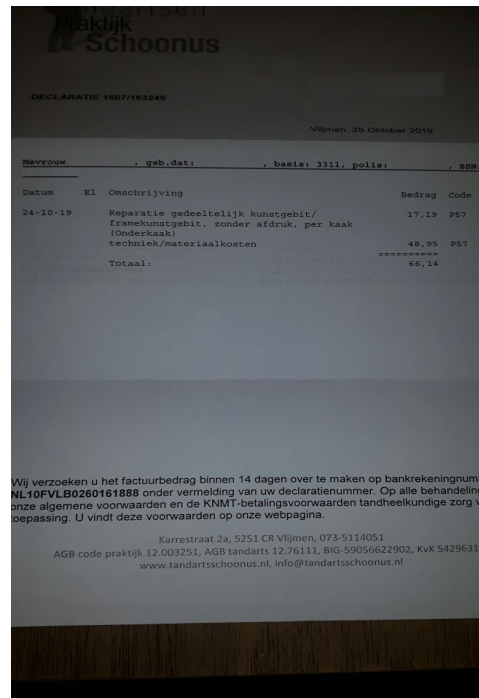 Tandartsen
Praktijk
Schoonus
DECLARATIE 1607/163246
Vlijmen, 25 Oktober 2019
Mevrouw , geb.dat: , basis: 3311, polis: , BSN:
Datum El Omschrijving Bedrag Code
24-10-19 Reparatie gedeeltelijk kunstgebit/ 17,19 P57
framekunstgebit, zonder afdruk, per kaak
(Onderkaak)
techniek/materiaalkosten 48,95 P57
==========
Totaal: 66,14
Wij verzoeken u het factuurbedrag binnen 14 dagen over te maken op bankrekeningnum
NL10FVLB0260161888 onder vermelding van uw declaratienummer. Op alle behandelin
onze algemene voorwaarden en de KNMT-betalingsvoorwaarden tandheelkundige zorg v
toepassing. U vindt deze voorwaarden op onze webpagina.
Karrestraat 2a, 5251 CR Vlijmen, 073-5114051
AGB code praktijk 12.003251, AGB tandarts 12.76111, BIG-59056622902, KvK 5429631
www.tandartsschoonus.nl, info@tandartsschoonus.nl